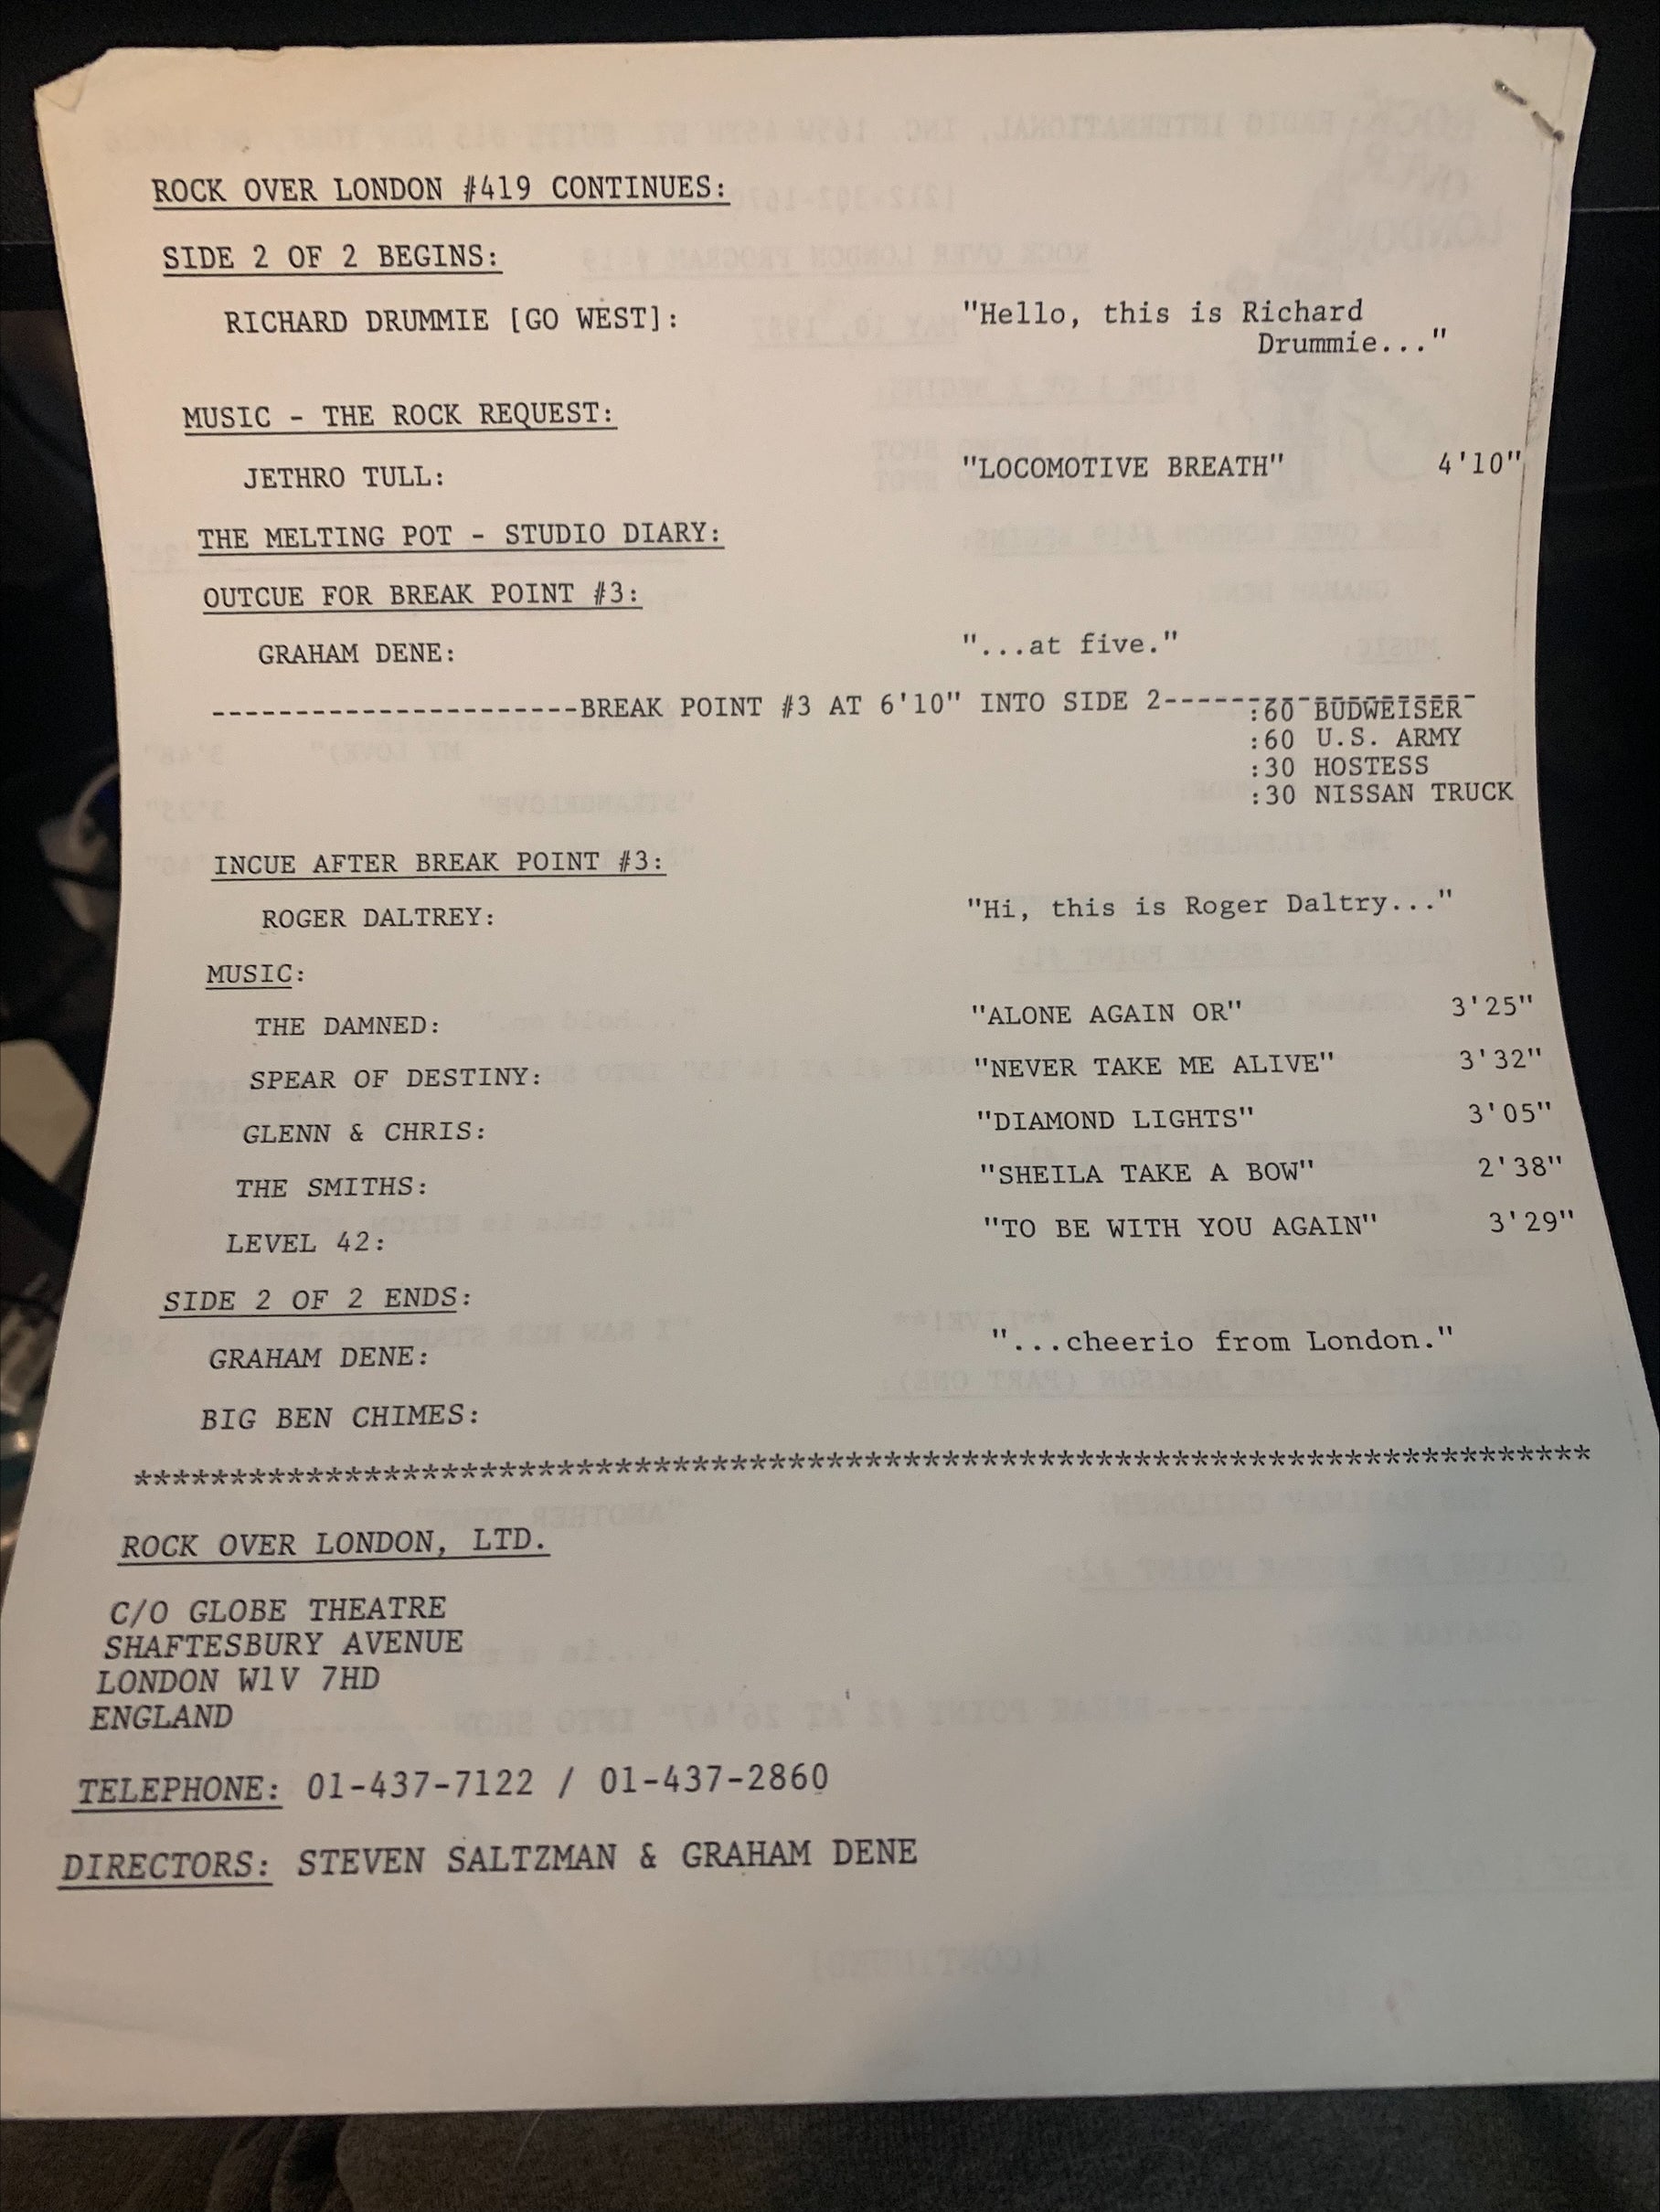 ROCK OVER LONDON #419 CONTINUES:
SIDE 2 OF 2 BEGINS:
RICHARD DRUMMIE [GO WEST]: "Hello, this is Richard
Drummie..."
MUSIC - THE ROCK REQUEST:
JETHRO TULL: "LOCOMOTIVE BREATH" 4'10"
THE MELTING POT - STUDIO DIARY:
OUTCUE FOR BREAK POINT #3:
GRAHAM DENE: "...at five."
----------------------BREAK POINT #3 AT 6'10" INTO SIDE 2-------------------
:60 BUDWEISER
:60 U.S. ARMY
:30 HOSTESS
:30 NISSAN TRUCK
INCUE AFTER BREAK POINT #3:
ROGER DALTREY: "Hi, this is Roger Daltry..."
MUSIC:
THE DAMNED: "ALONE AGAIN OR" 3'25"
SPEAR OF DESTINY: "NEVER TAKE ME ALIVE" 3'32"
GLENN & CHRIS: "DIAMOND LIGHTS" 3'05"
THE SMITHS: "SHEILA TAKE A BOW" 2'38"
LEVEL 42: "TO BE WITH YOU AGAIN" 3'29"
SIDE 2 OF 2 ENDS:
GRAHAM DENE: "...cheerio from London."
BIG BEN CHIMES:
****************************************************************************
ROCK OVER LONDON, LTD.
C/O GLOBE THEATRE
SHAFTESBURY AVENUE
LONDON W1V 7HD
ENGLAND
TELEPHONE: 01-437-7122 / 01-437-2860
DIRECTORS: STEVEN SALTZMAN & GRAHAM DENE